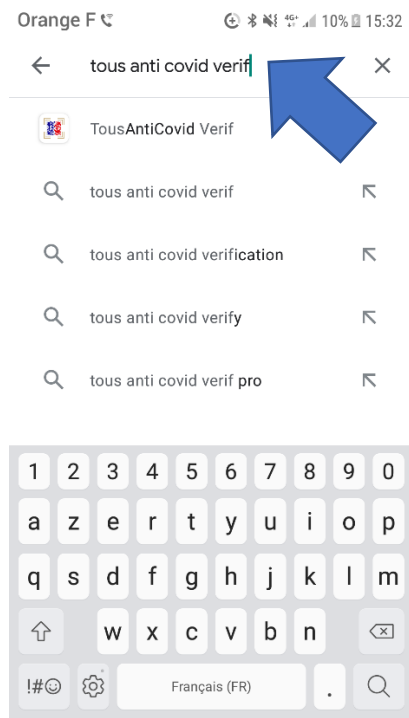 Orange F 4G+ 10% 15:32
tous anti covid verif
TousAntiCovid Verif
tous anti covid verif
tous anti covid verification
tous anti covid verify
tous anti covid verif pro
1 2 3 4 5 6 7 8 9 0
a z e r t y u i o p
q s d f g h j k l m
w x c v b n
!#☺ Français (FR) .